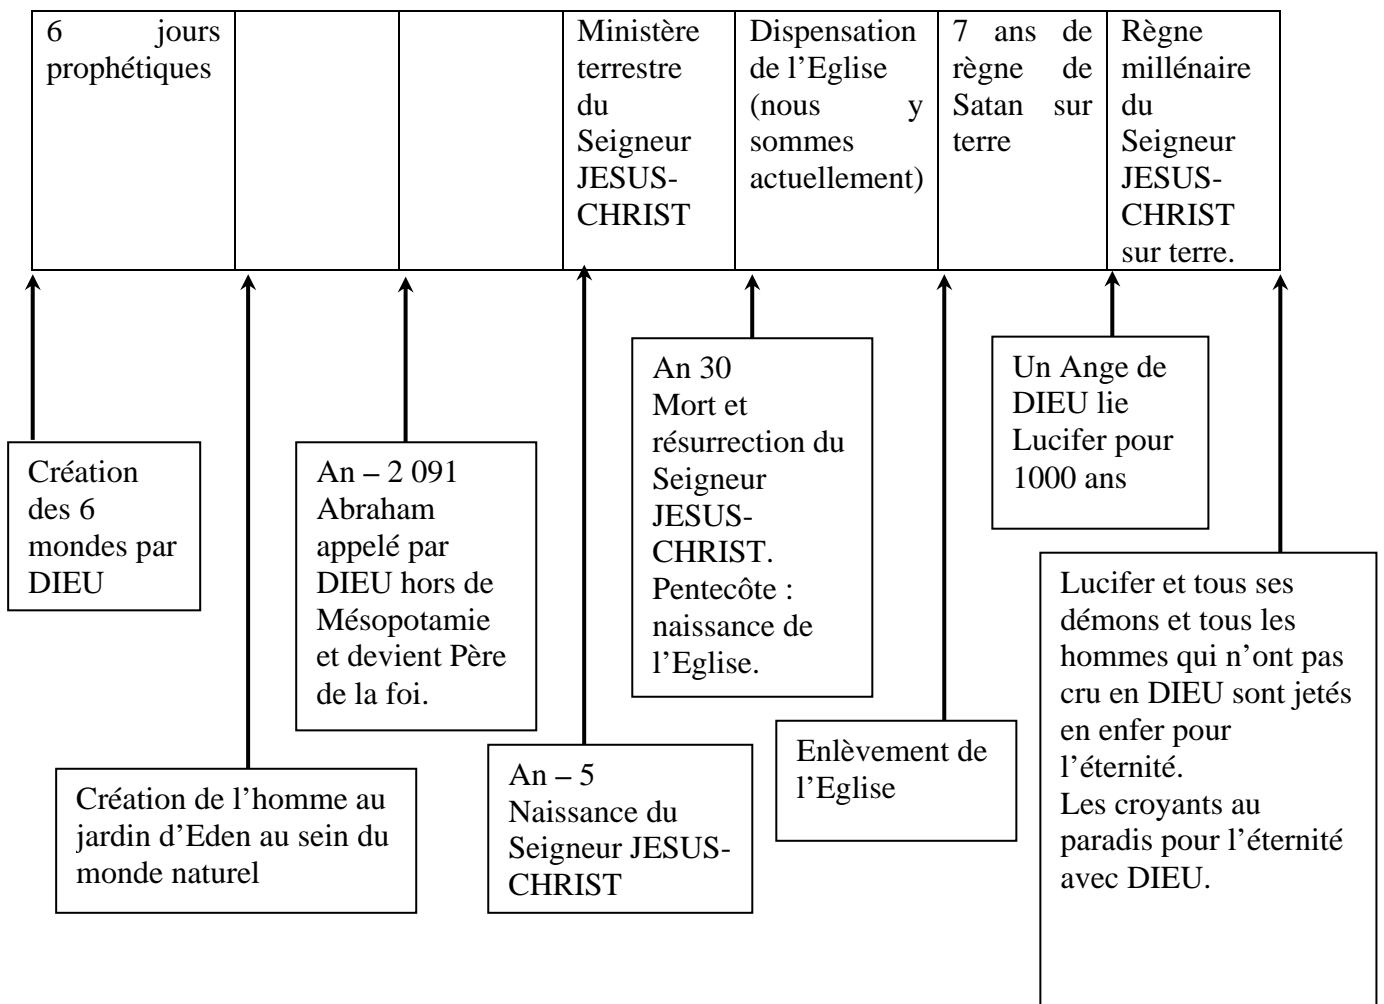 6 jours
prophétiques
Ministère
terrestre
du
Seigneur
JESUS-
CHRIST
Dispensation
de l’Eglise
(nous y
sommes
actuellement)
7 ans de
règne de
Satan sur
terre
Règne
millénaire
du
Seigneur
JESUS-
CHRIST
sur terre.
Création
des 6
mondes par
DIEU
Création de l’homme au
jardin d’Eden au sein du
monde naturel
An – 2 091
Abraham
appelé par
DIEU hors de
Mésopotamie
et devient Père
de la foi.
An – 5
Naissance du
Seigneur JESUS-
CHRIST
An 30
Mort et
résurrection du
Seigneur
JESUS-
CHRIST.
Pentecôte :
naissance de
l’Eglise.
Enlèvement de
l’Eglise
Un Ange de
DIEU lie
Lucifer pour
1000 ans
Lucifer et tous ses
démons et tous les
hommes qui n’ont pas
cru en DIEU sont jetés
en enfer pour
l’éternité.
Les croyants au
paradis pour l’éternité
avec DIEU.